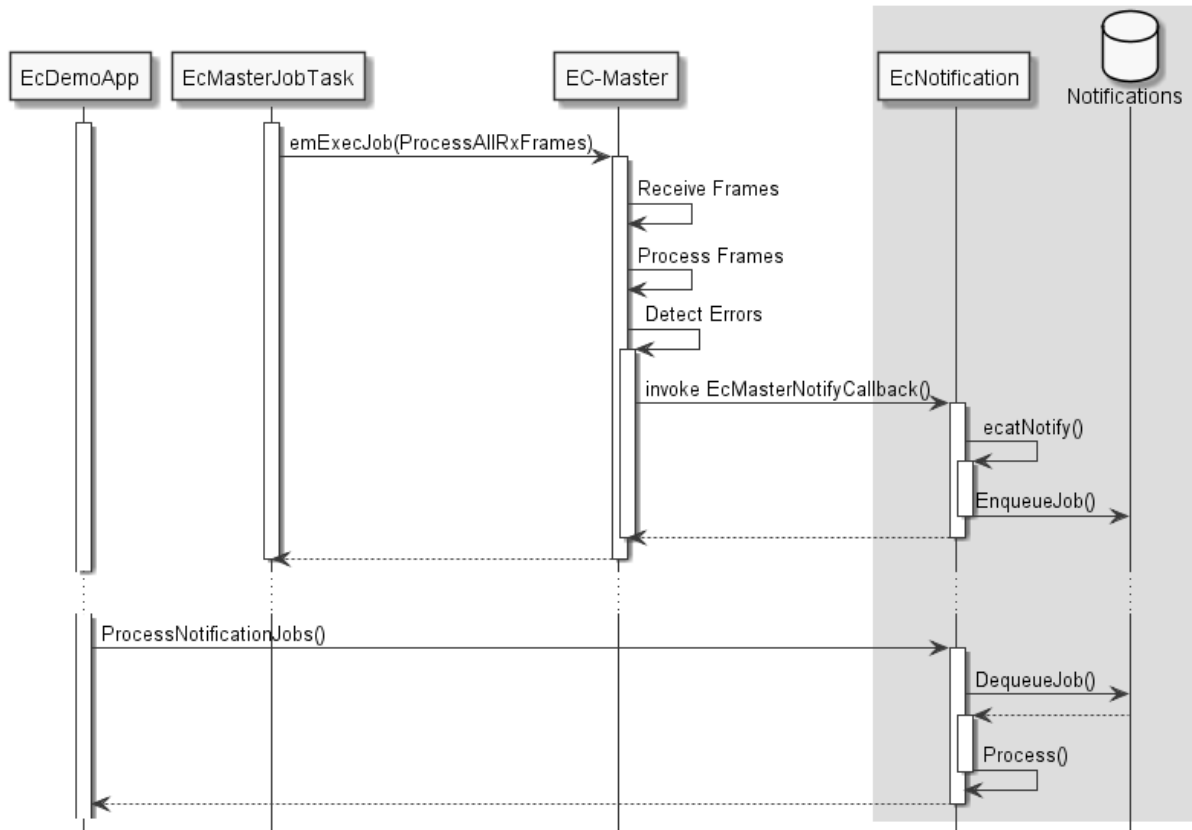 EcDemoApp
EcMasterJobTask
EC-Master
EcNotification
Notifications
emExecJob(ProcessAllRxFrames)
Receive Frames
Process Frames
Detect Errors
invoke EcMasterNotifyCallback()
ecatNotify()
EnqueueJob()
ProcessNotificationJobs()
DequeueJob()
Process()